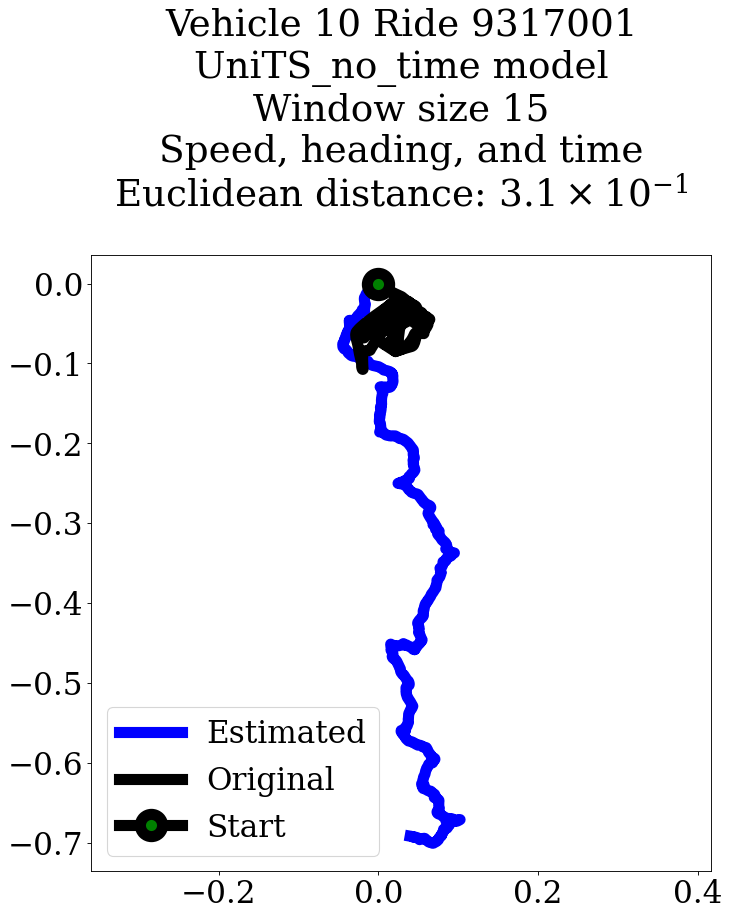 Vehicle 10 Ride 9317001
UniTS_no_time model
Window size 15
Speed, heading, and time
Euclidean distance: $3.1 \times 10^{-1}$
0.0
−0.1
−0.2
−0.3
−0.4
−0.5
−0.6
−0.7
Estimated
Original
Start
−0.2 0.0 0.2 0.4